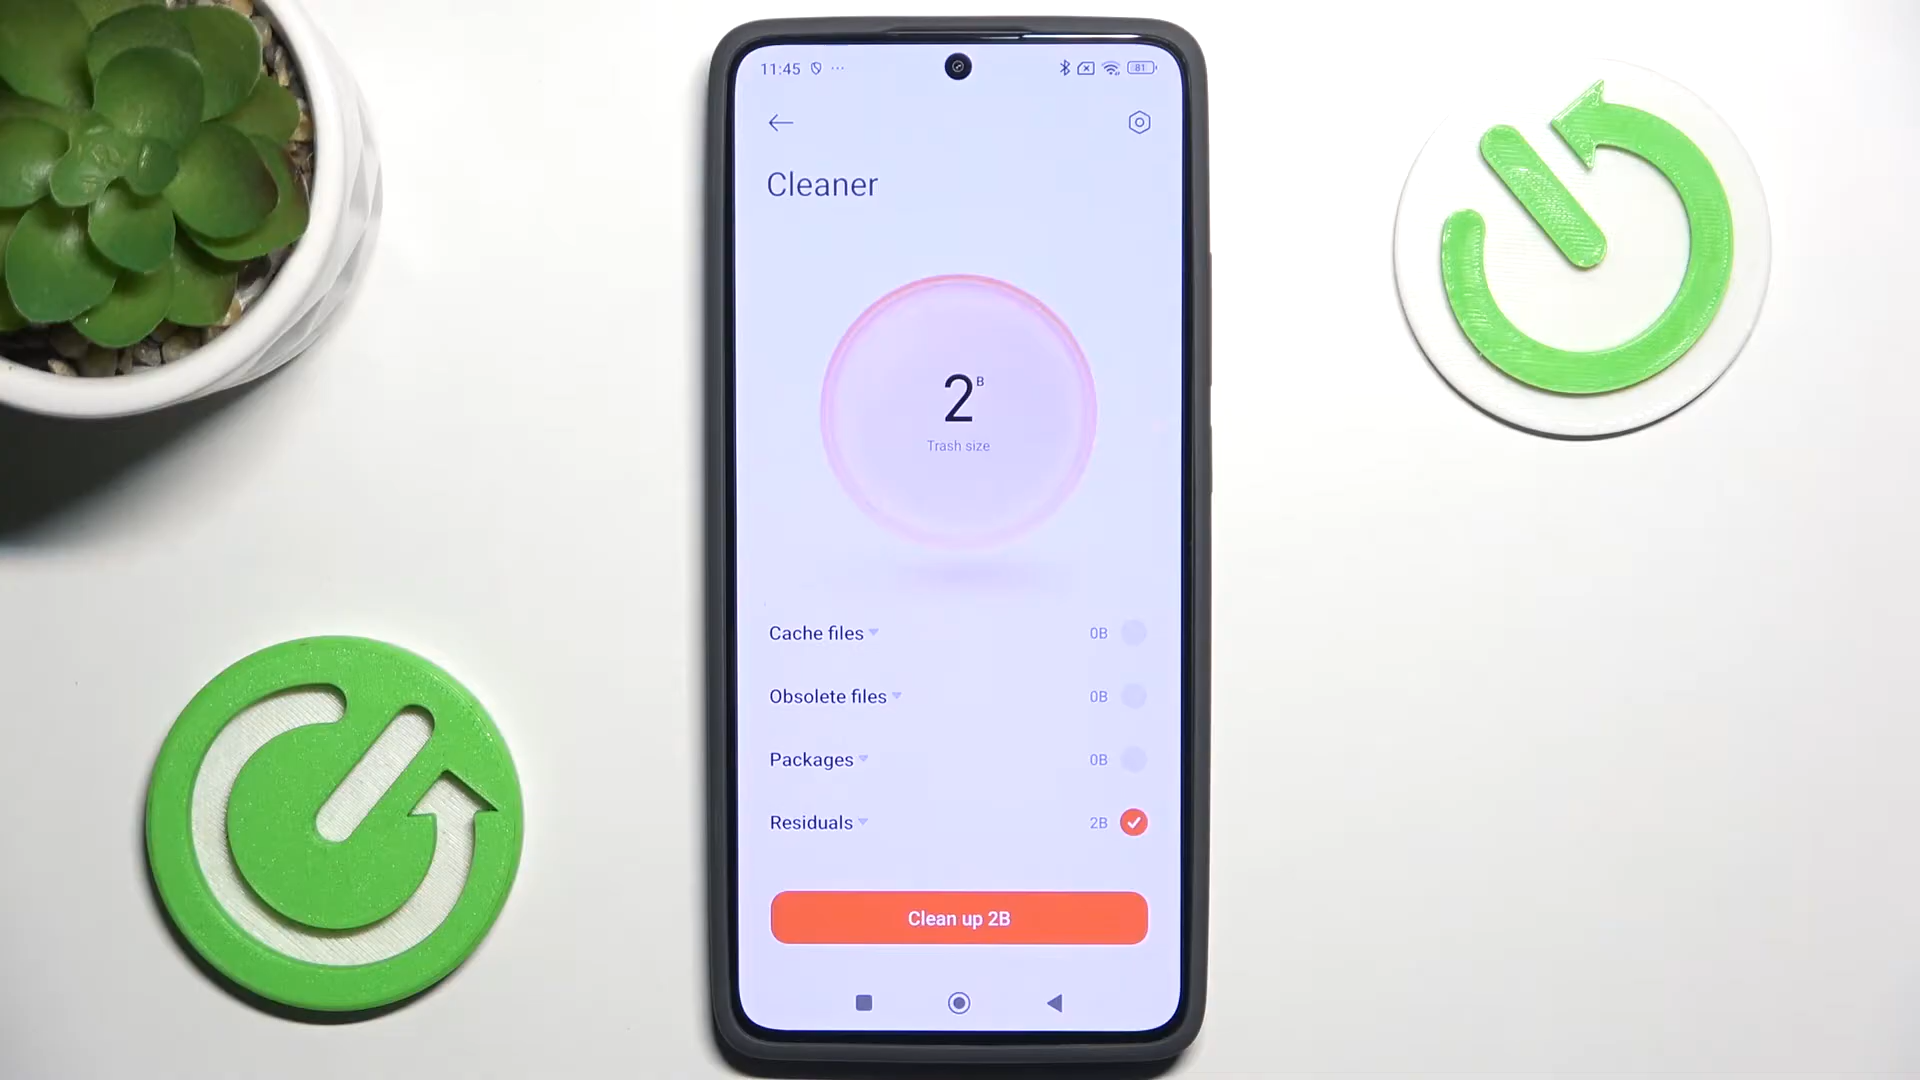 11:45
81
Cleaner
2 B
Trash size
Cache files 0B
Obsolete files 0B
Packages 0B
Residuals 2B
Clean up 2B